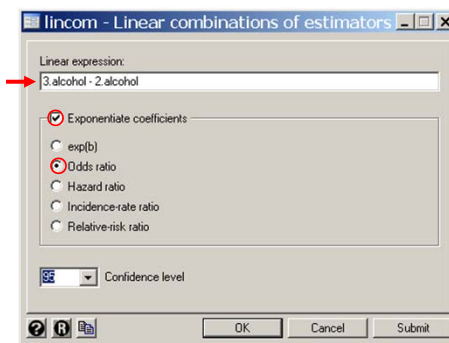 lincom - Linear combinations of estimators
Linear expression:
3.alcohol - 2.alcohol
Exponentiate coefficients
exp(b)
Odds ratio
Hazard ratio
Incidence-rate ratio
Relative-risk ratio
95 Confidence level
? R OK Cancel Submit